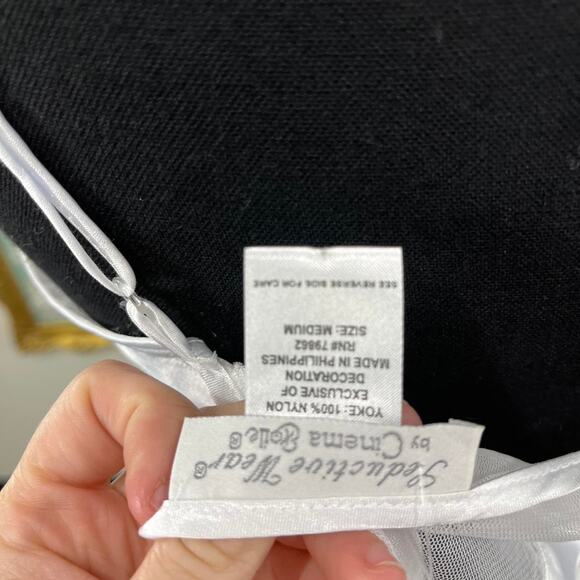 Seductive Wear®
by Cinema Etoile®
YOKE: 100% NYLON
EXCLUSIVE OF
DECORATION
MADE IN PHILIPPINES
RN# 79862
SIZE: MEDIUM
SEE REVERSE SIDE FOR CARE